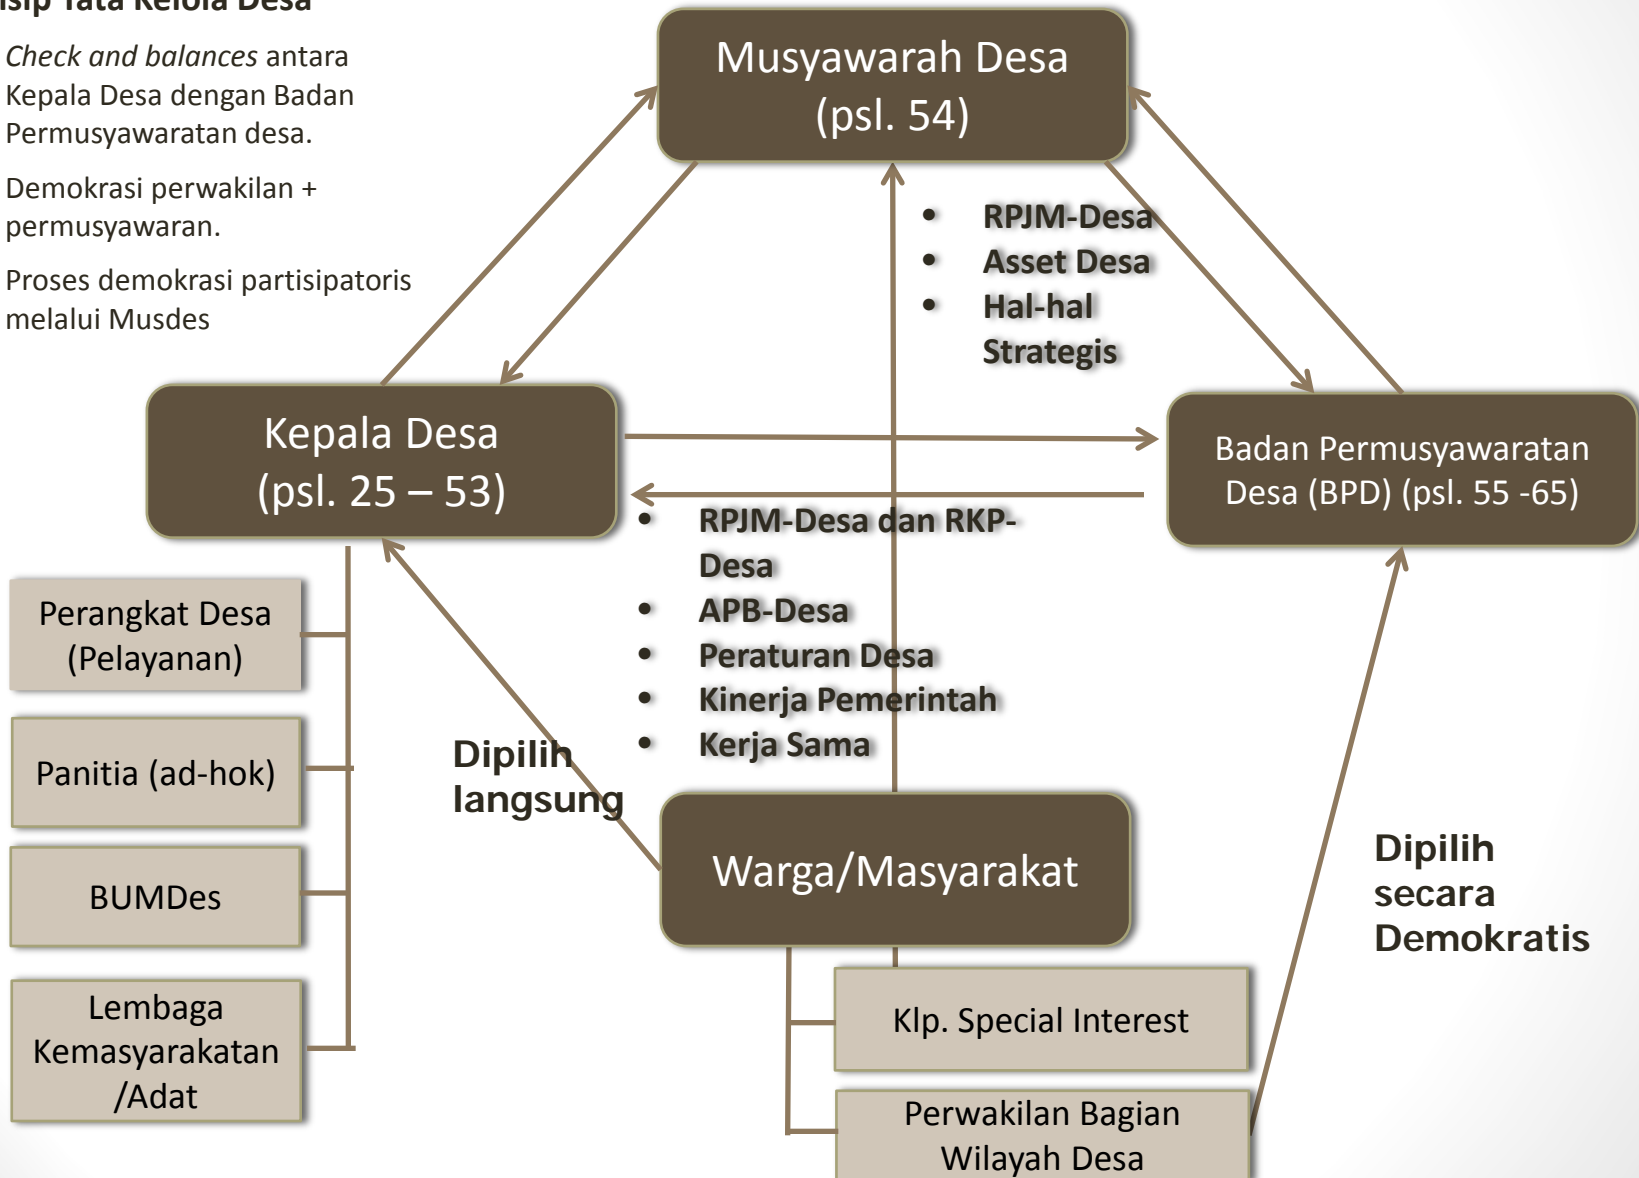 Tata Kelola Desa
Check and balances antara
Kepala Desa dengan Badan
Permusyawaratan desa.
Demokrasi perwakilan +
permusyawaran.
Proses demokrasi partisipatoris
melalui Musdes
Musyawarah Desa
(psl. 54)
• RPJM-Desa
• Asset Desa
• Hal-hal
Strategis
Kepala Desa
(psl. 25 – 53)
Badan Permusyawaratan
Desa (BPD) (psl. 55 -65)
• RPJM-Desa dan RKP-
Desa
• APB-Desa
• Peraturan Desa
• Kinerja Pemerintah
• Kerja Sama
Perangkat Desa
(Pelayanan)
Panitia (ad-hok)
BUMDes
Lembaga
Kemasyarakatan
/Adat
Dipilih
langsung
Warga/Masyarakat
Dipilih
secara
Demokratis
Klp. Special Interest
Perwakilan Bagian
Wilayah Desa